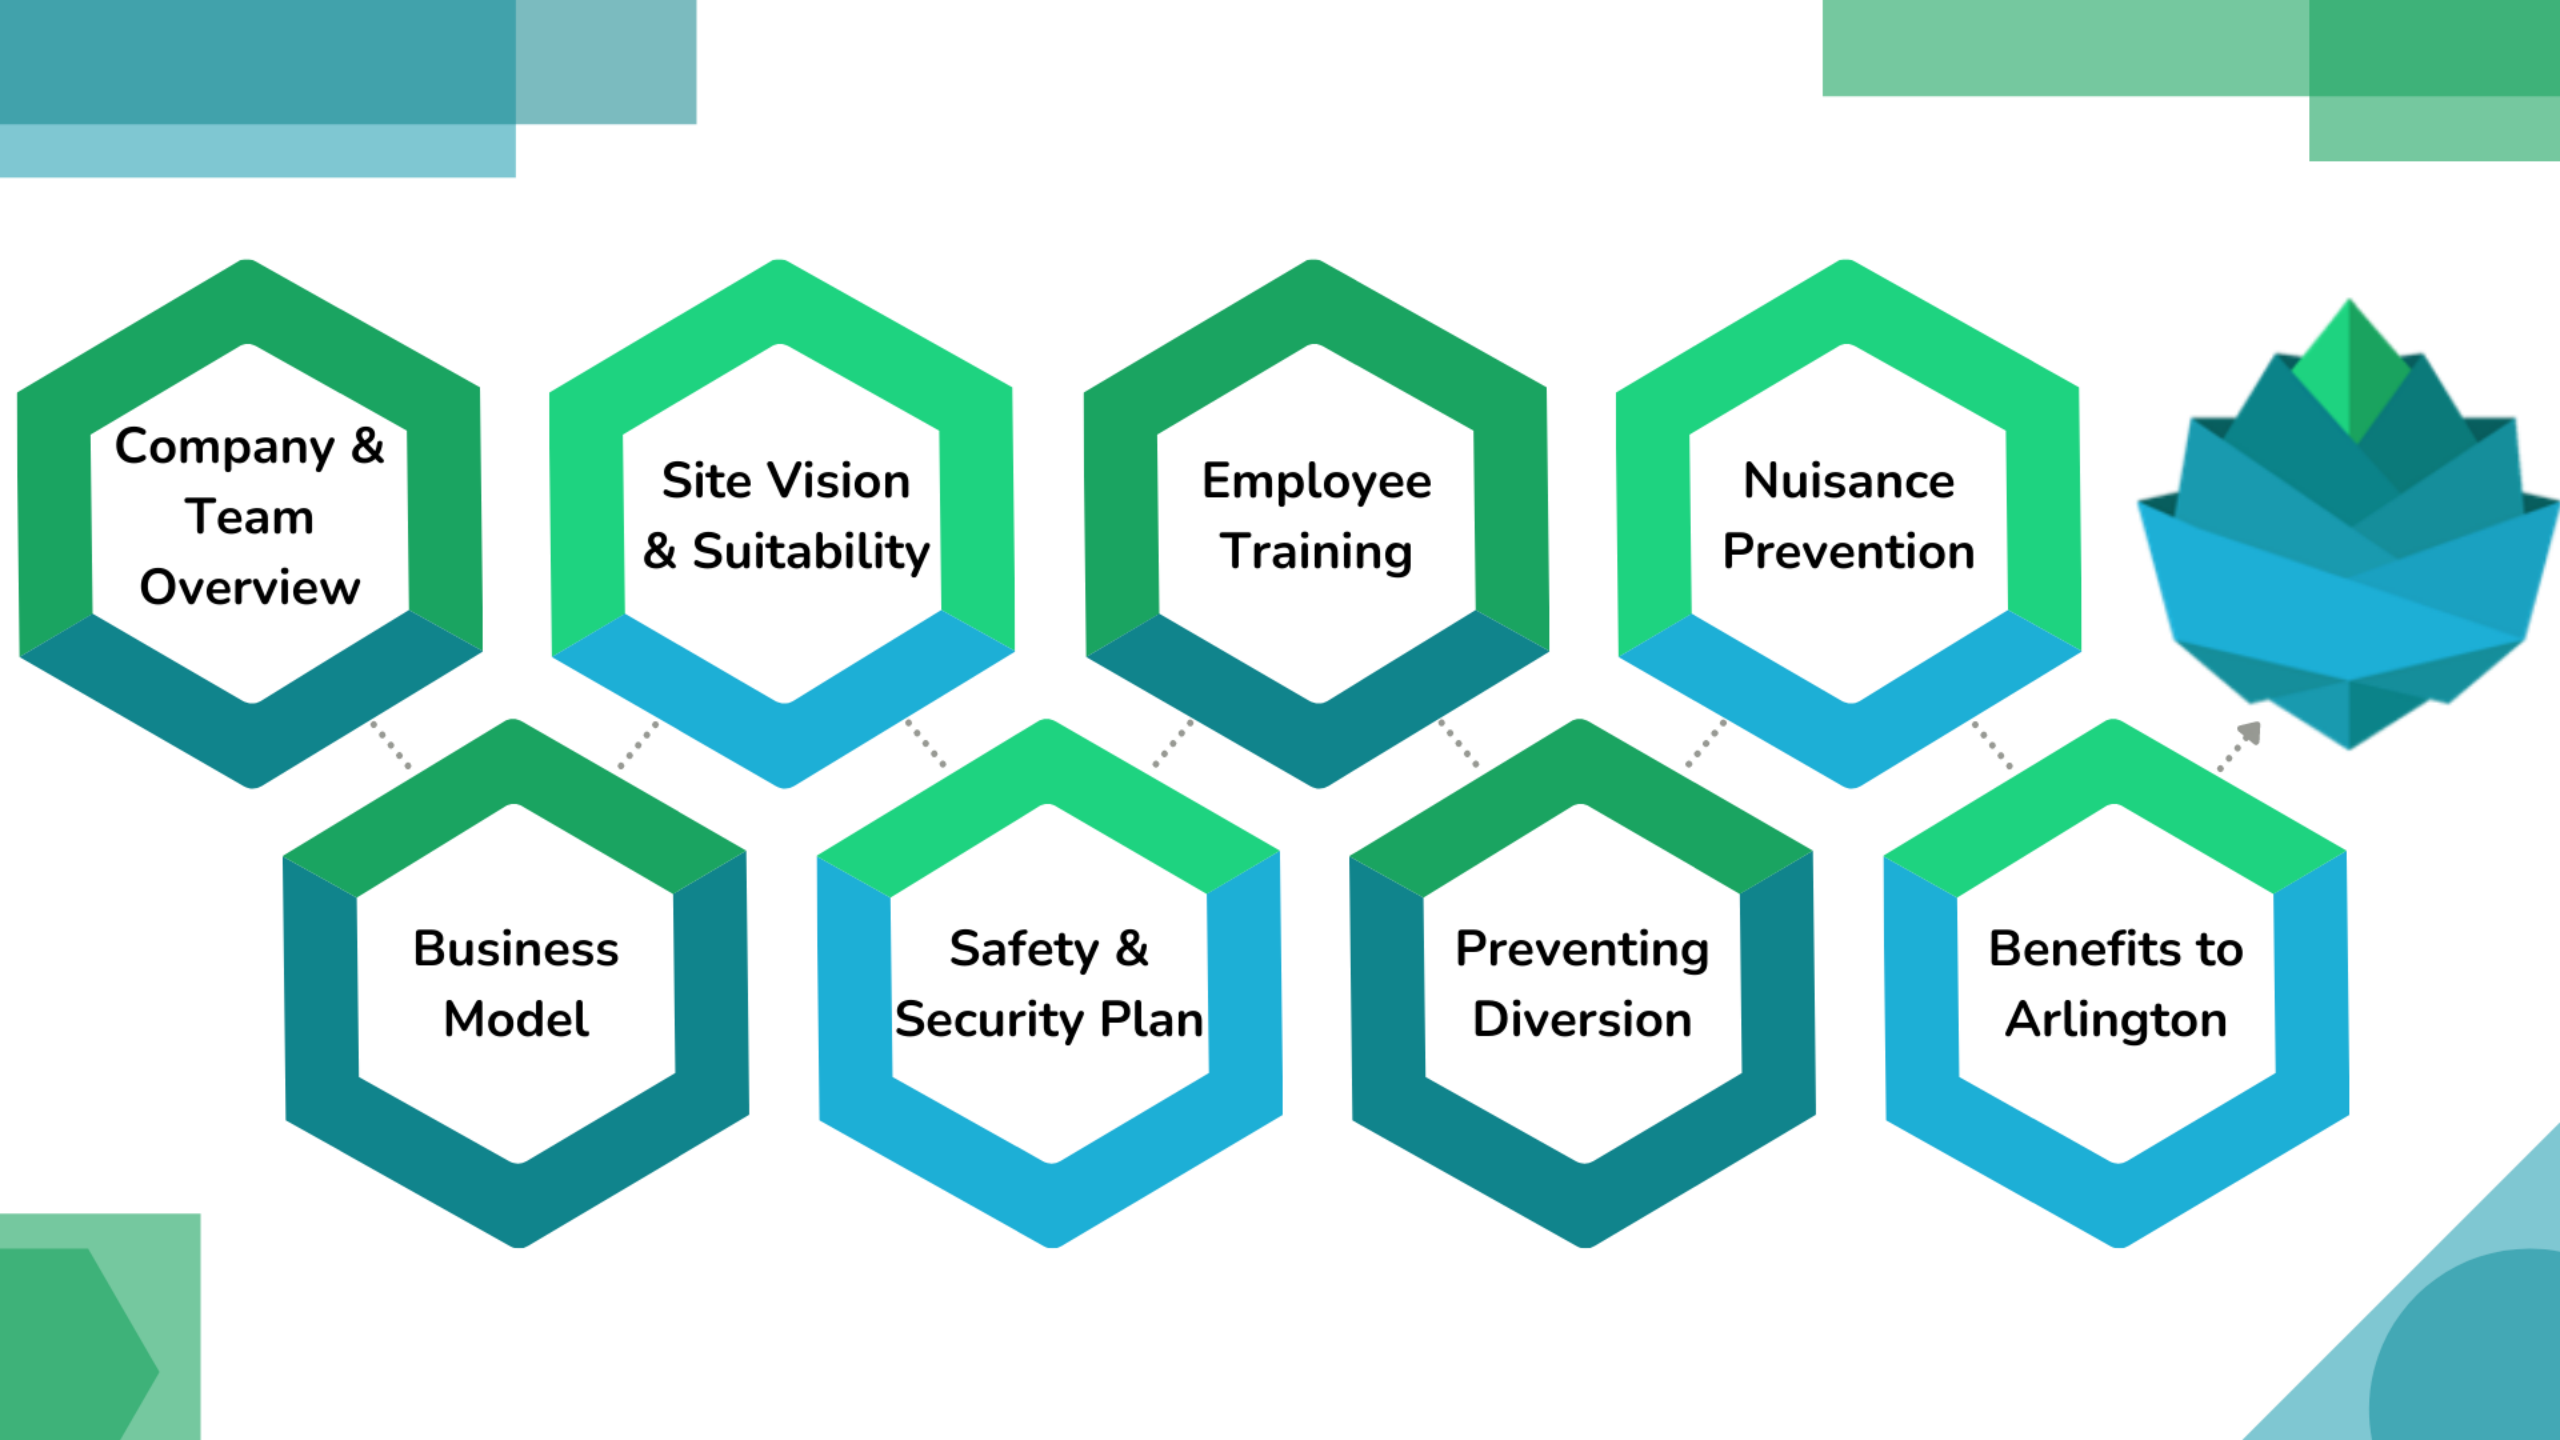 Company &
Team
Overview
Business
Model
Site Vision
& Suitability
Safety &
Security Plan
Employee
Training
Preventing
Diversion
Nuisance
Prevention
Benefits to
Arlington